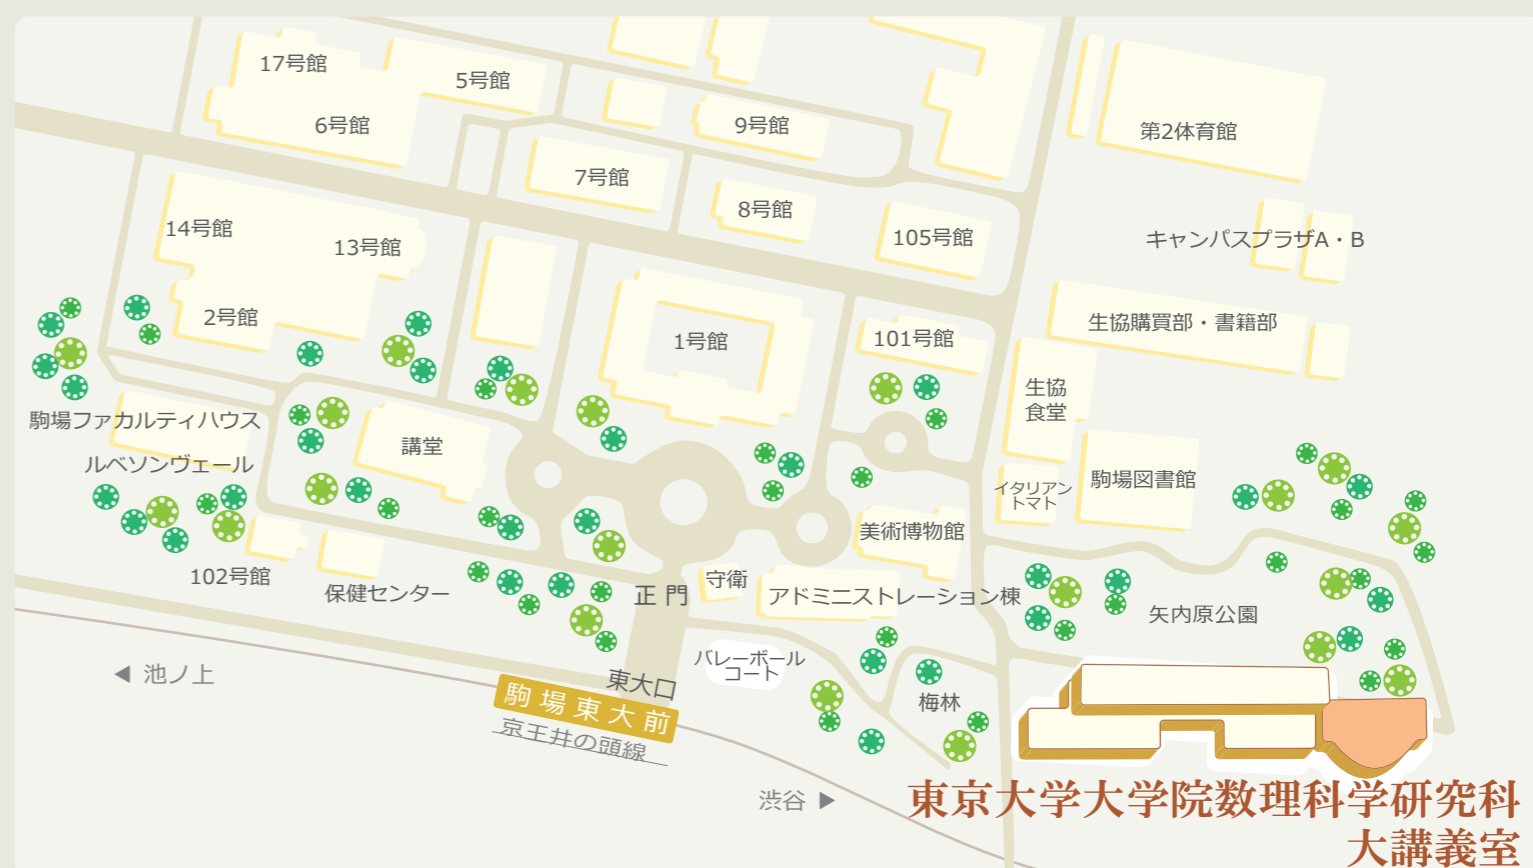 17号館
5号館
6号館
9号館
第2体育館
7号館
8号館
14号館
13号館
105号館
キャンパスプラザA・B
2号館
1号館
101号館
生協購買部・書籍部
生協
食堂
駒場ファカルティハウス
講堂
ルベソンヴェール
イタリアン
トマト
駒場図書館
美術博物館
102号館
保健センター
正門
守衛
アドミニストレーション棟
矢内原公園
バレーボール
コート
◀ 池ノ上
東大口
駒場東大前
京王井の頭線
梅林
渋谷 ▶
東京大学大学院数理科学研究科
大講義室